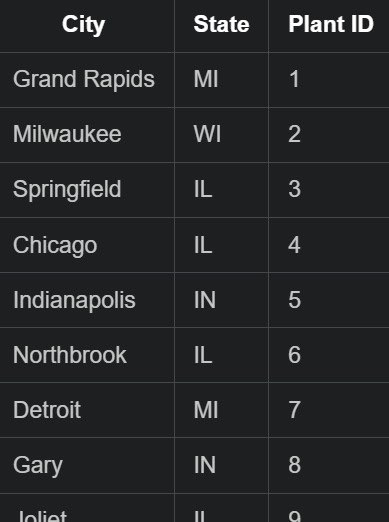 City State Plant ID
Grand Rapids MI 1
Milwaukee WI 2
Springfield IL 3
Chicago IL 4
Indianapolis IN 5
Northbrook IL 6
Detroit MI 7
Gary IN 8
Joliet IL 9